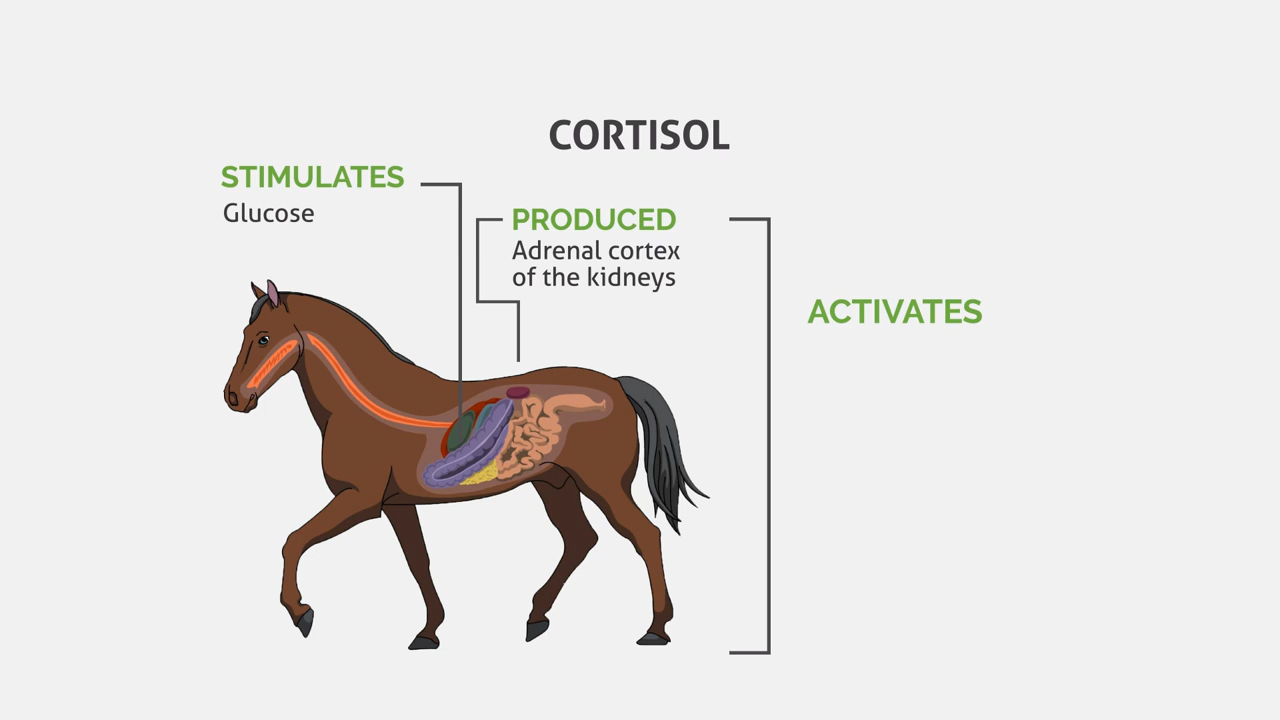 CORTISOL
STIMULATES
Glucose
PRODUCED
Adrenal cortex
of the kidneys
ACTIVATES